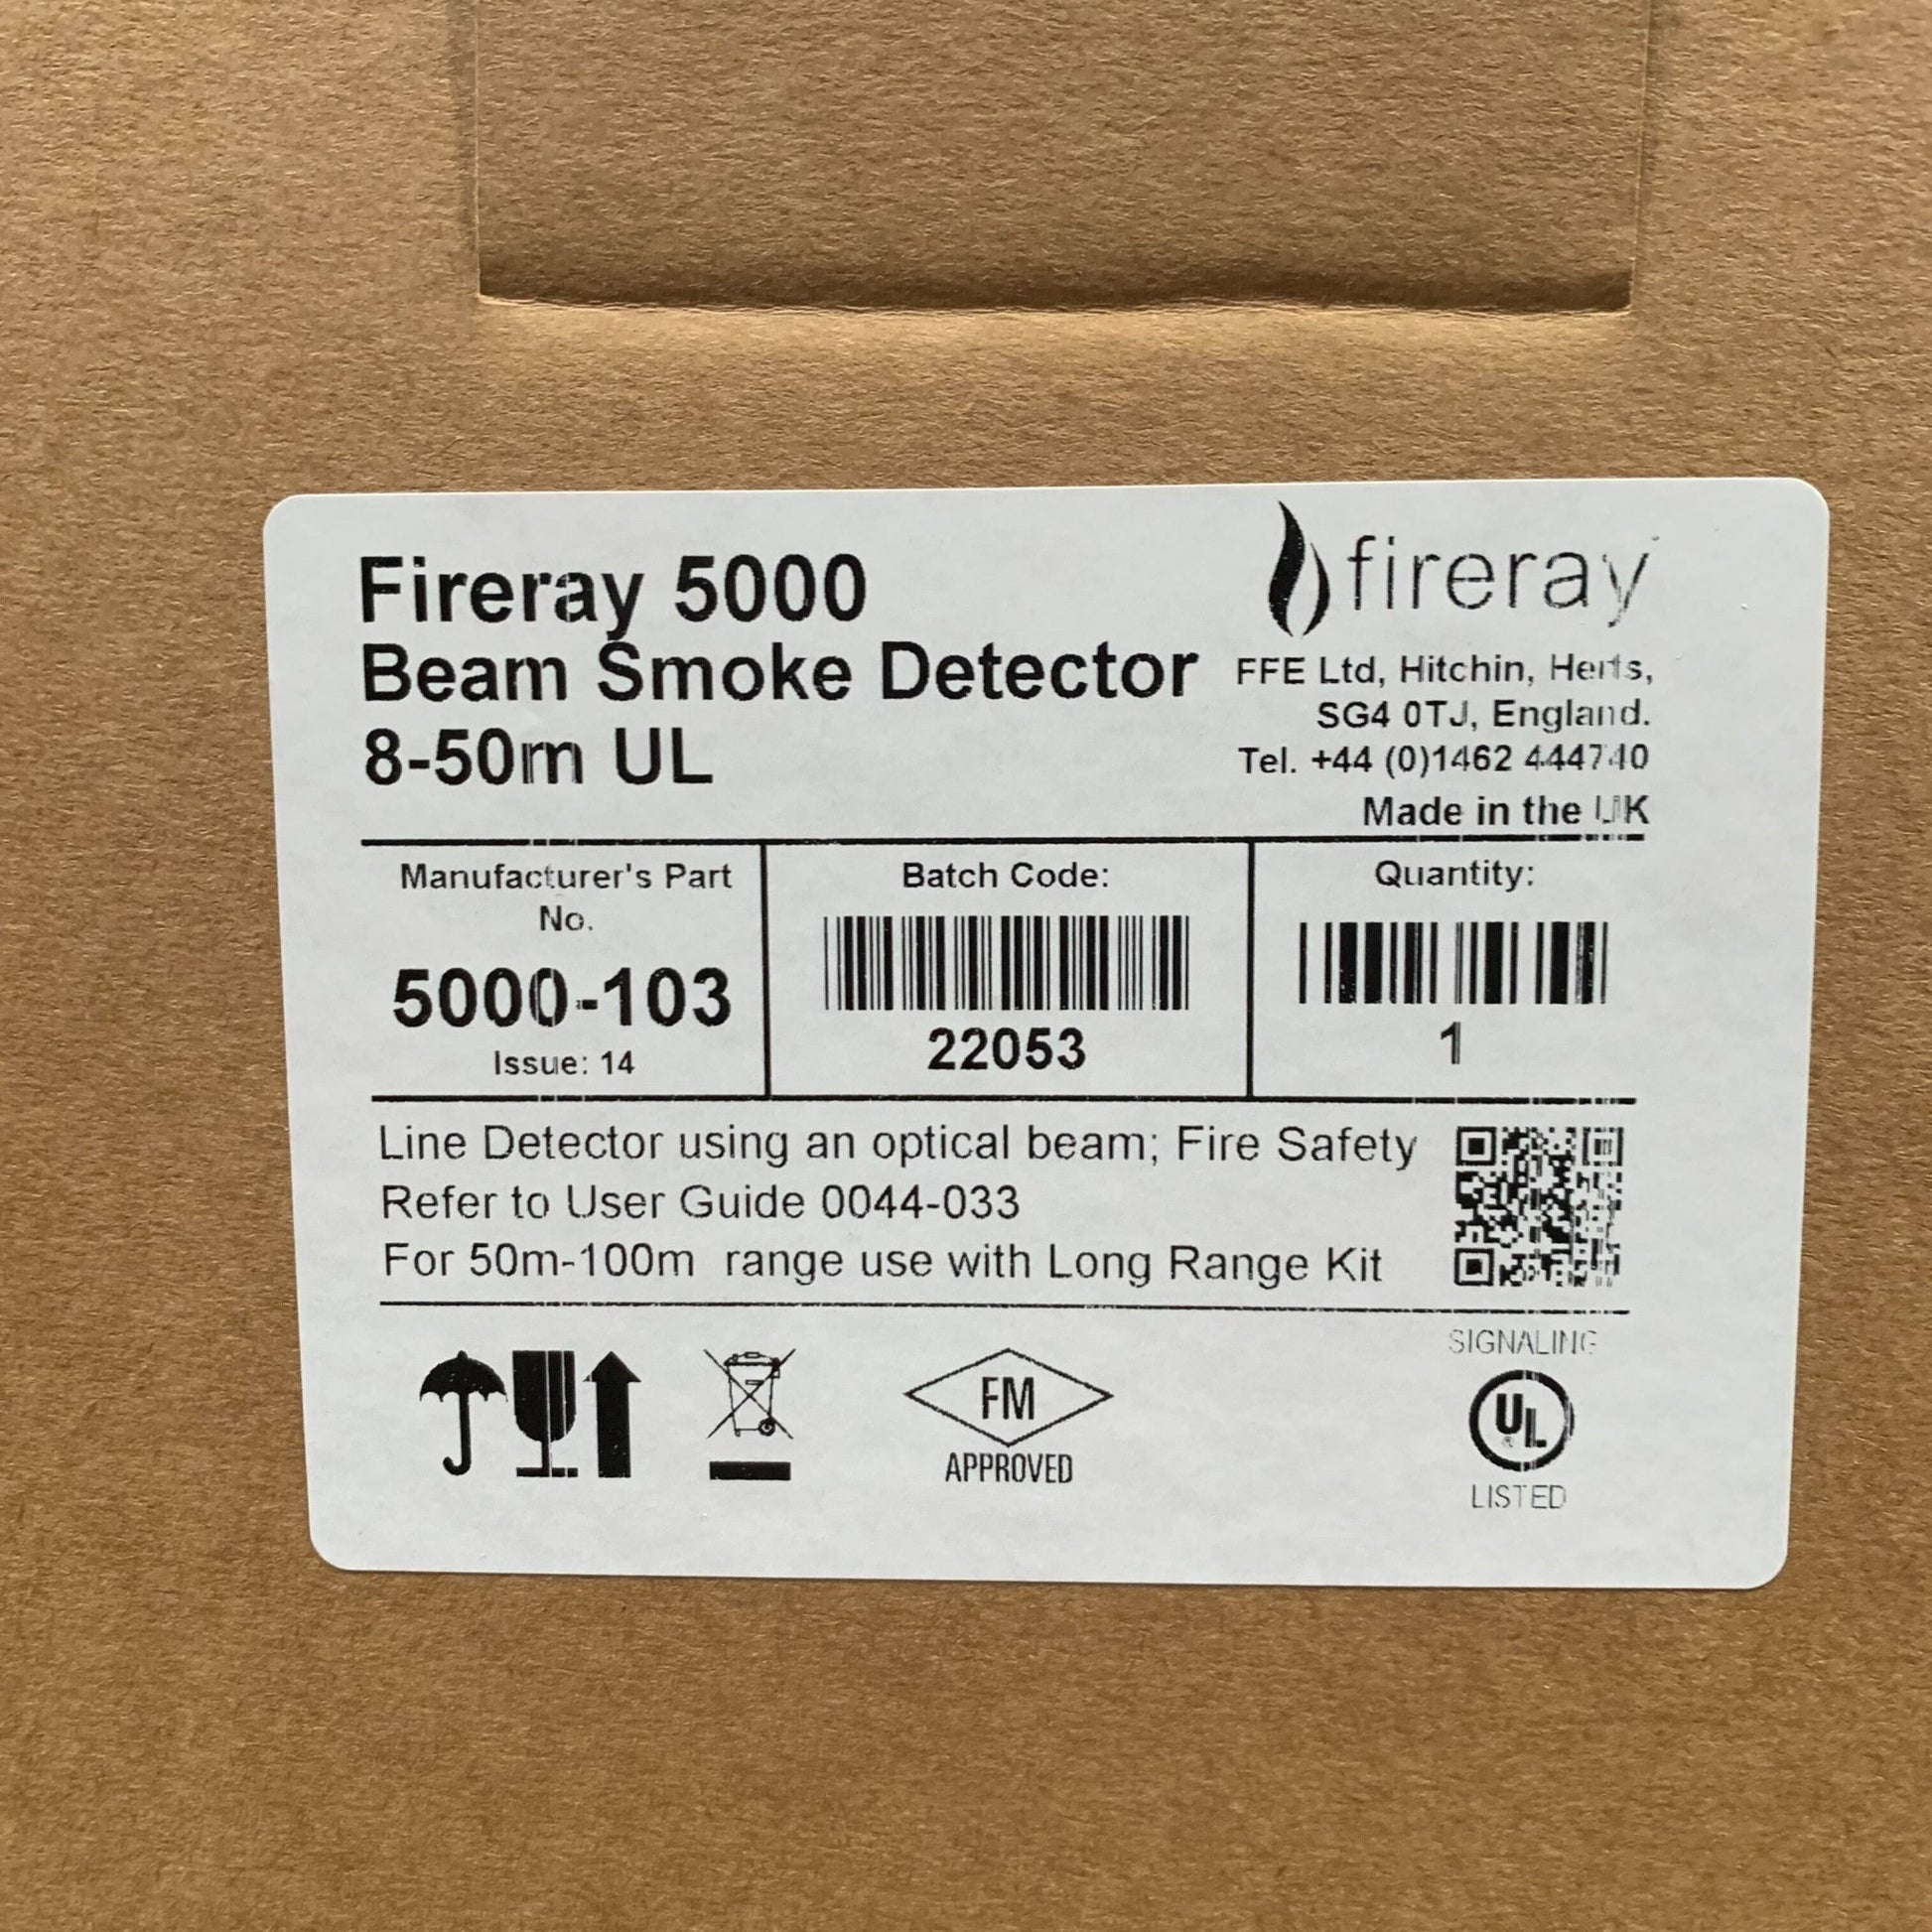 Fireray 5000
Beam Smoke Detector
8-50m UL
fireray
FFE Ltd, Hitchin, Herts,
SG4 0TJ, England.
Tel. +44 (0)1462 444740
Made in the UK
Manufacturer's Part
No.
5000-103
Issue: 14
Batch Code:
22053
Quantity:
1
Line Detector using an optical beam; Fire Safety
Refer to User Guide 0044-033
For 50m-100m range use with Long Range Kit
FM
APPROVED
SIGNALING
UL
®
LISTED